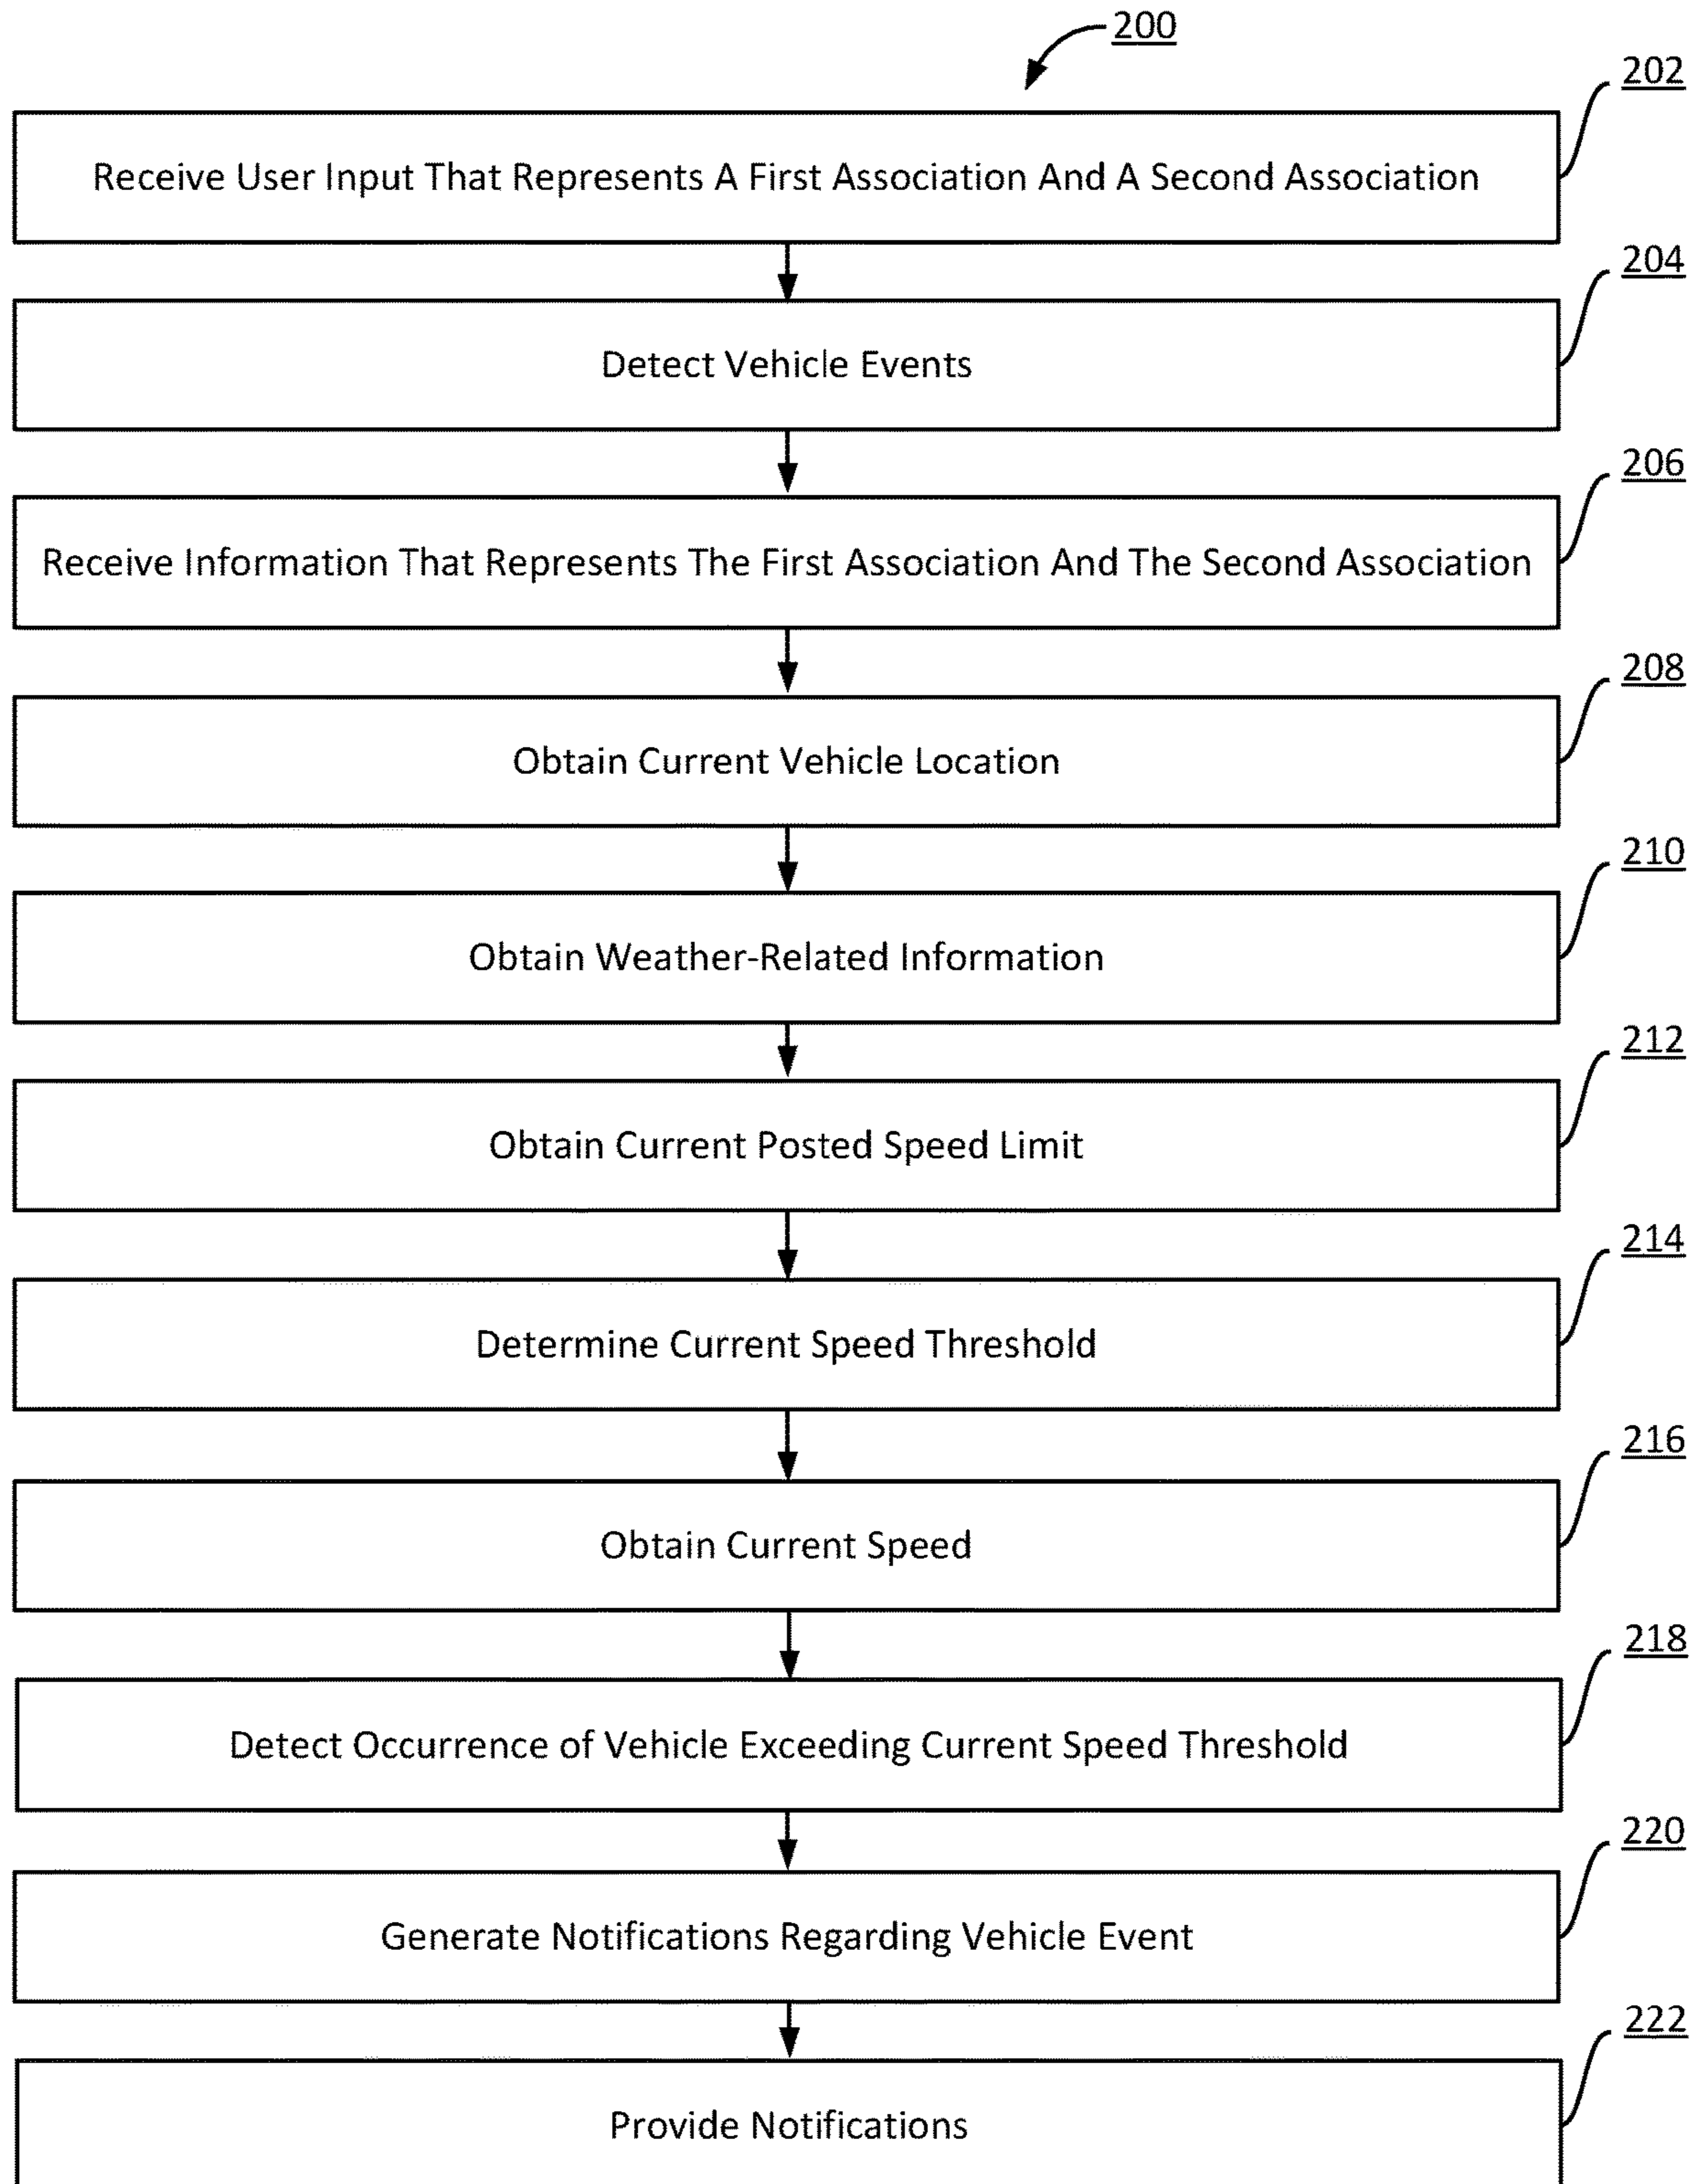 200
202
Receive User Input That Represents A First Association And A Second Association
204
Detect Vehicle Events
206
Receive Information That Represents The First Association And The Second Association
208
Obtain Current Vehicle Location
210
Obtain Weather-Related Information
212
Obtain Current Posted Speed Limit
214
Determine Current Speed Threshold
216
Obtain Current Speed
218
Detect Occurrence of Vehicle Exceeding Current Speed Threshold
220
Generate Notifications Regarding Vehicle Event
222
Provide Notifications